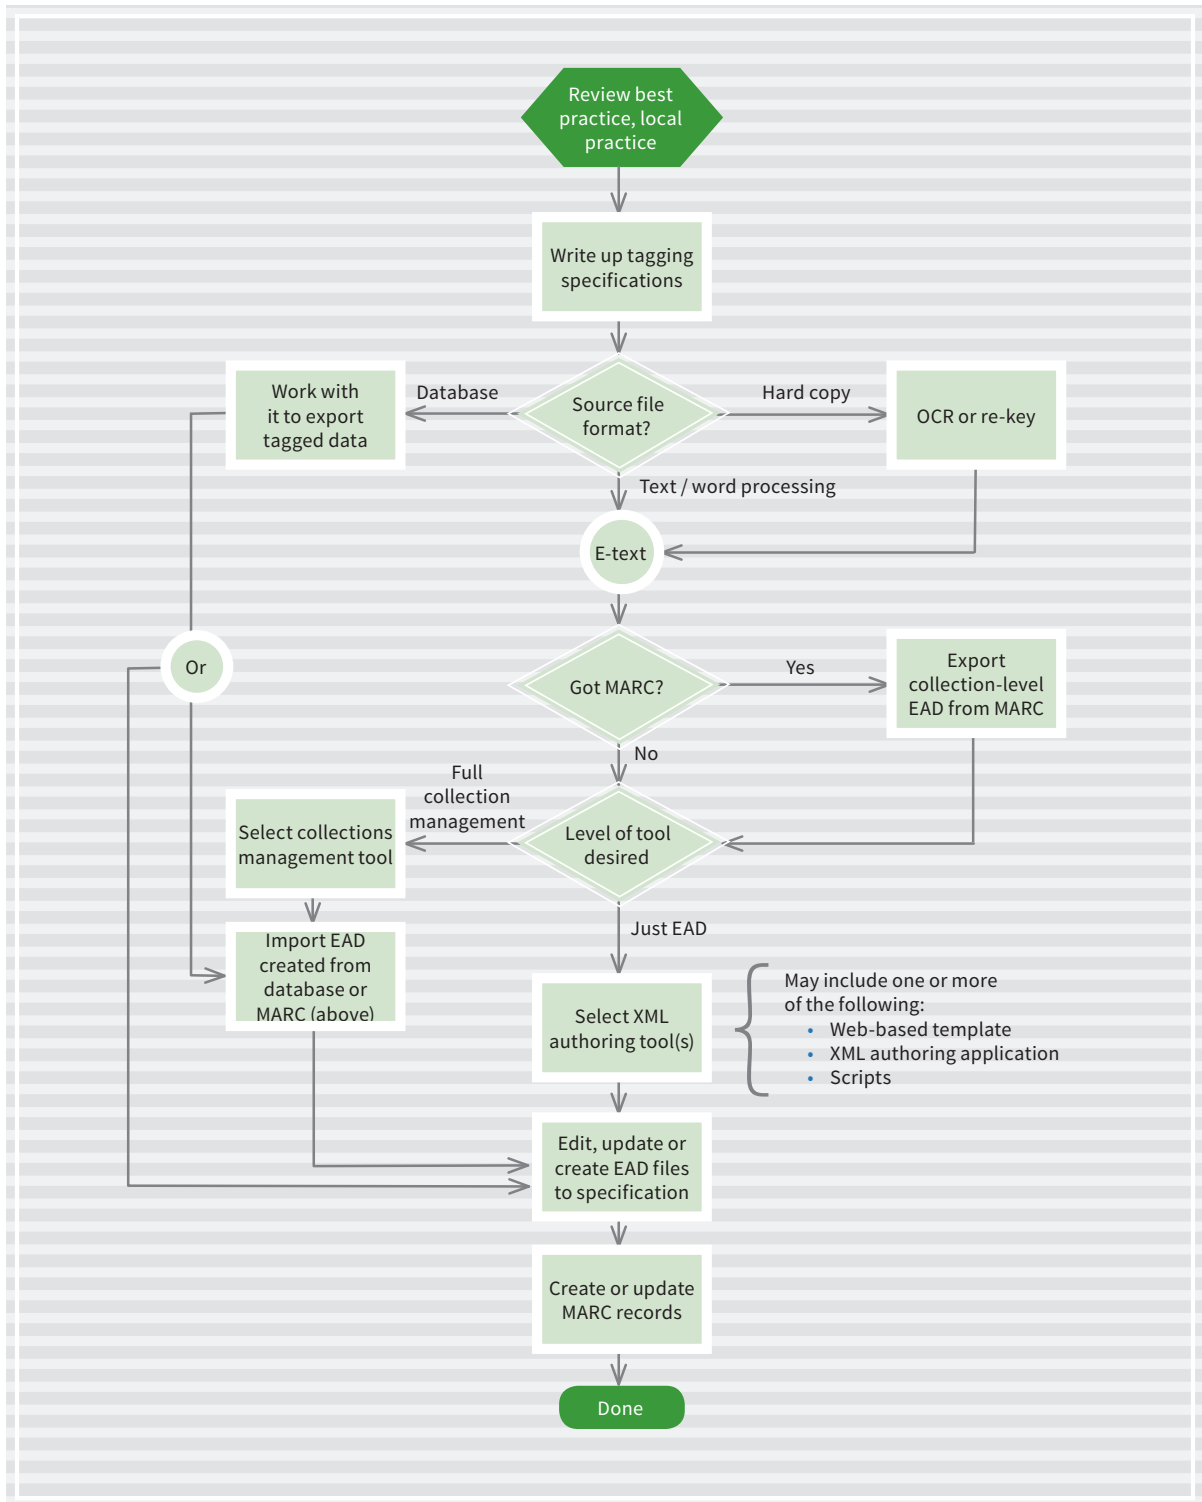 Review best
practice, local
practice
Write up tagging
specifications
Work with
it to export
tagged data
Database
Source file
format?
Hard copy
OCR or re-key
Text / word processing
E-text
Or
Got MARC?
Yes
Export
collection-level
EAD from MARC
No
Full
collection
management
Select collections
management tool
Level of tool
desired
Just EAD
Import EAD
created from
database or
MARC (above)
Select XML
authoring tool(s)
May include one or more
of the following:
• Web-based template
• XML authoring application
• Scripts
Edit, update or
create EAD files
to specification
Create or update
MARC records
Done